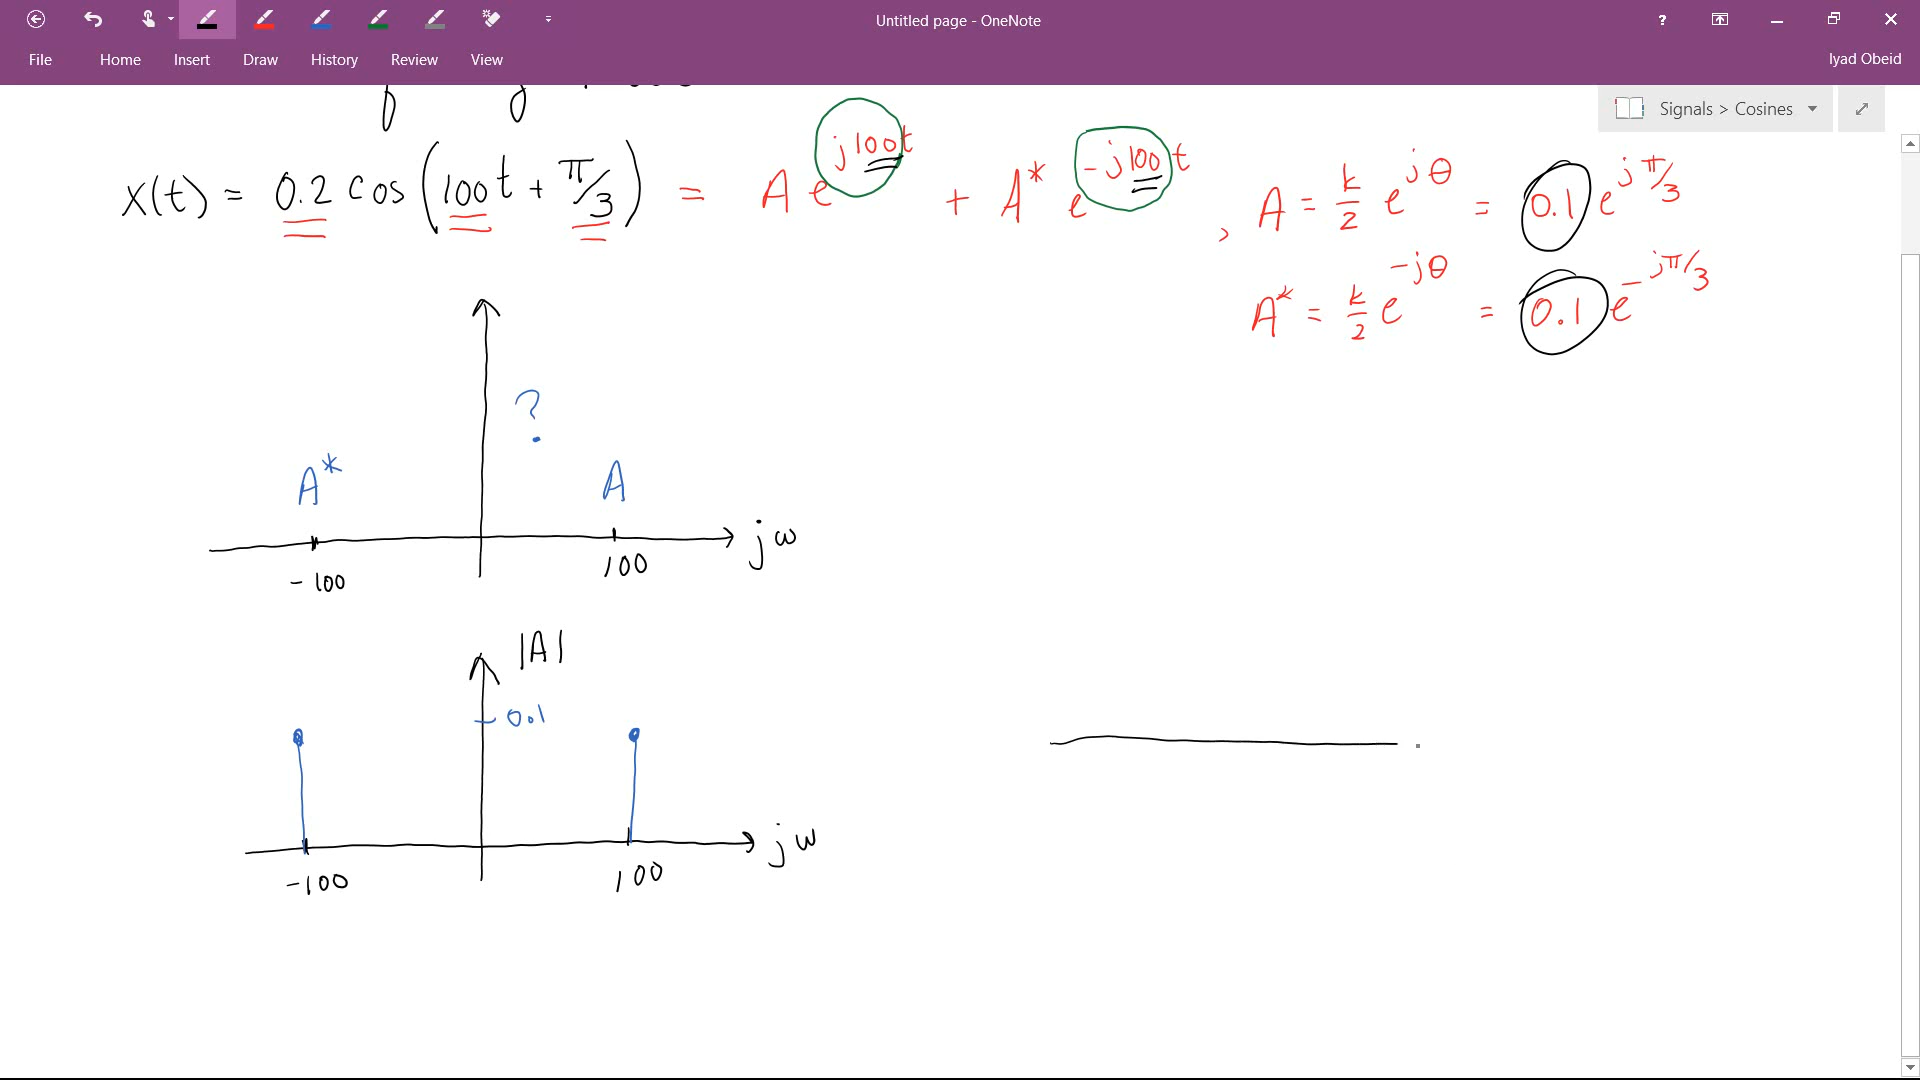 Untitled page - OneNote
File Home Insert Draw History Review View
Iyad Obeid
Signals > Cosines
x(t) = 0.2 cos(100t + π/3) = A e^{j100t} + A* e^{-j100t} , A = k/2 e^{jθ} = 0.1 e^{jπ/3}
A* = k/2 e^{-jθ} = 0.1 e^{-jπ/3}
?
A* A
jω
-100 100
|A|
0.1
jω
-100 100